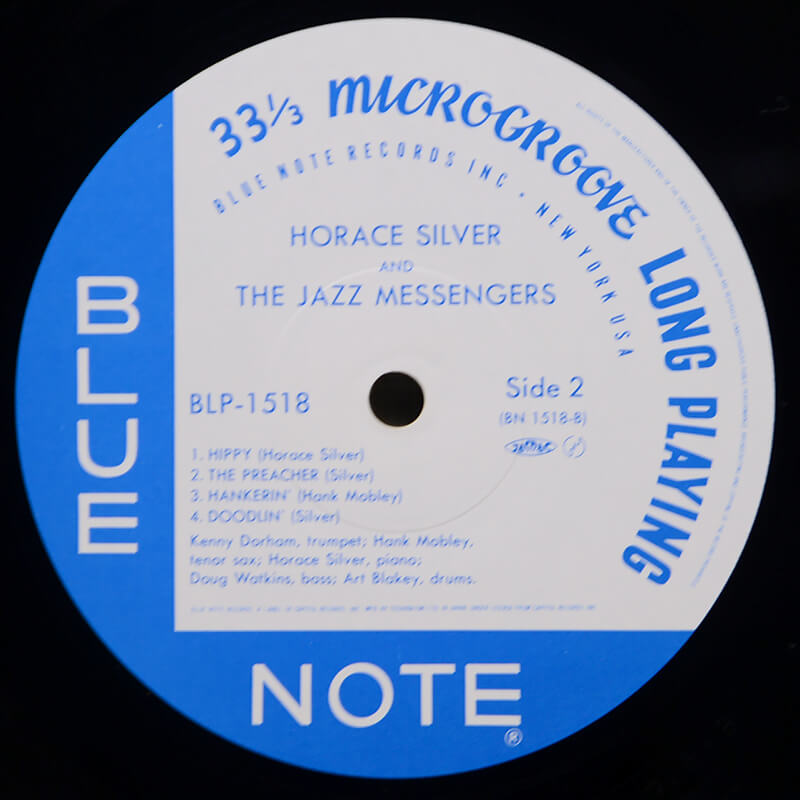 33⅓ MICROGROOVE LONG PLAYING
BLUE NOTE RECORDS INC • NEW YORK USA
HORACE SILVER
AND
THE JAZZ MESSENGERS
BLP-1518
Side 2
(BN 1518-B)
JASRAC
1. HIPPY (Horace Silver)
2. THE PREACHER (Silver)
3. HANKERIN' (Hank Mobley)
4. DOODLIN' (Silver)
Kenny Dorham, trumpet; Hank Mobley,
tenor sax; Horace Silver, piano;
Doug Watkins, bass; Art Blakey, drums.
BLUE
NOTE
®